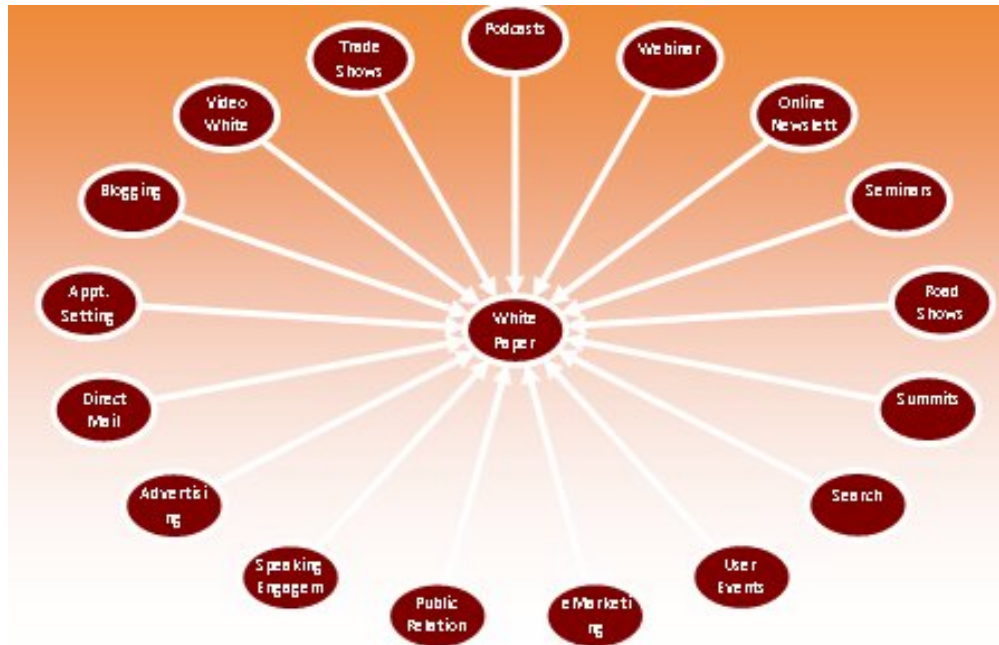 Podcasts
Trade
Shows
Webinar
Video
White
Online
Newslett
Blogging
Seminars
Appt.
Setting
White
Paper
Road
Shows
Direct
Mail
Summits
Advertisi
ng
Search
Speaking
Engagem
User
Events
Public
Relation
eMarketi
ng